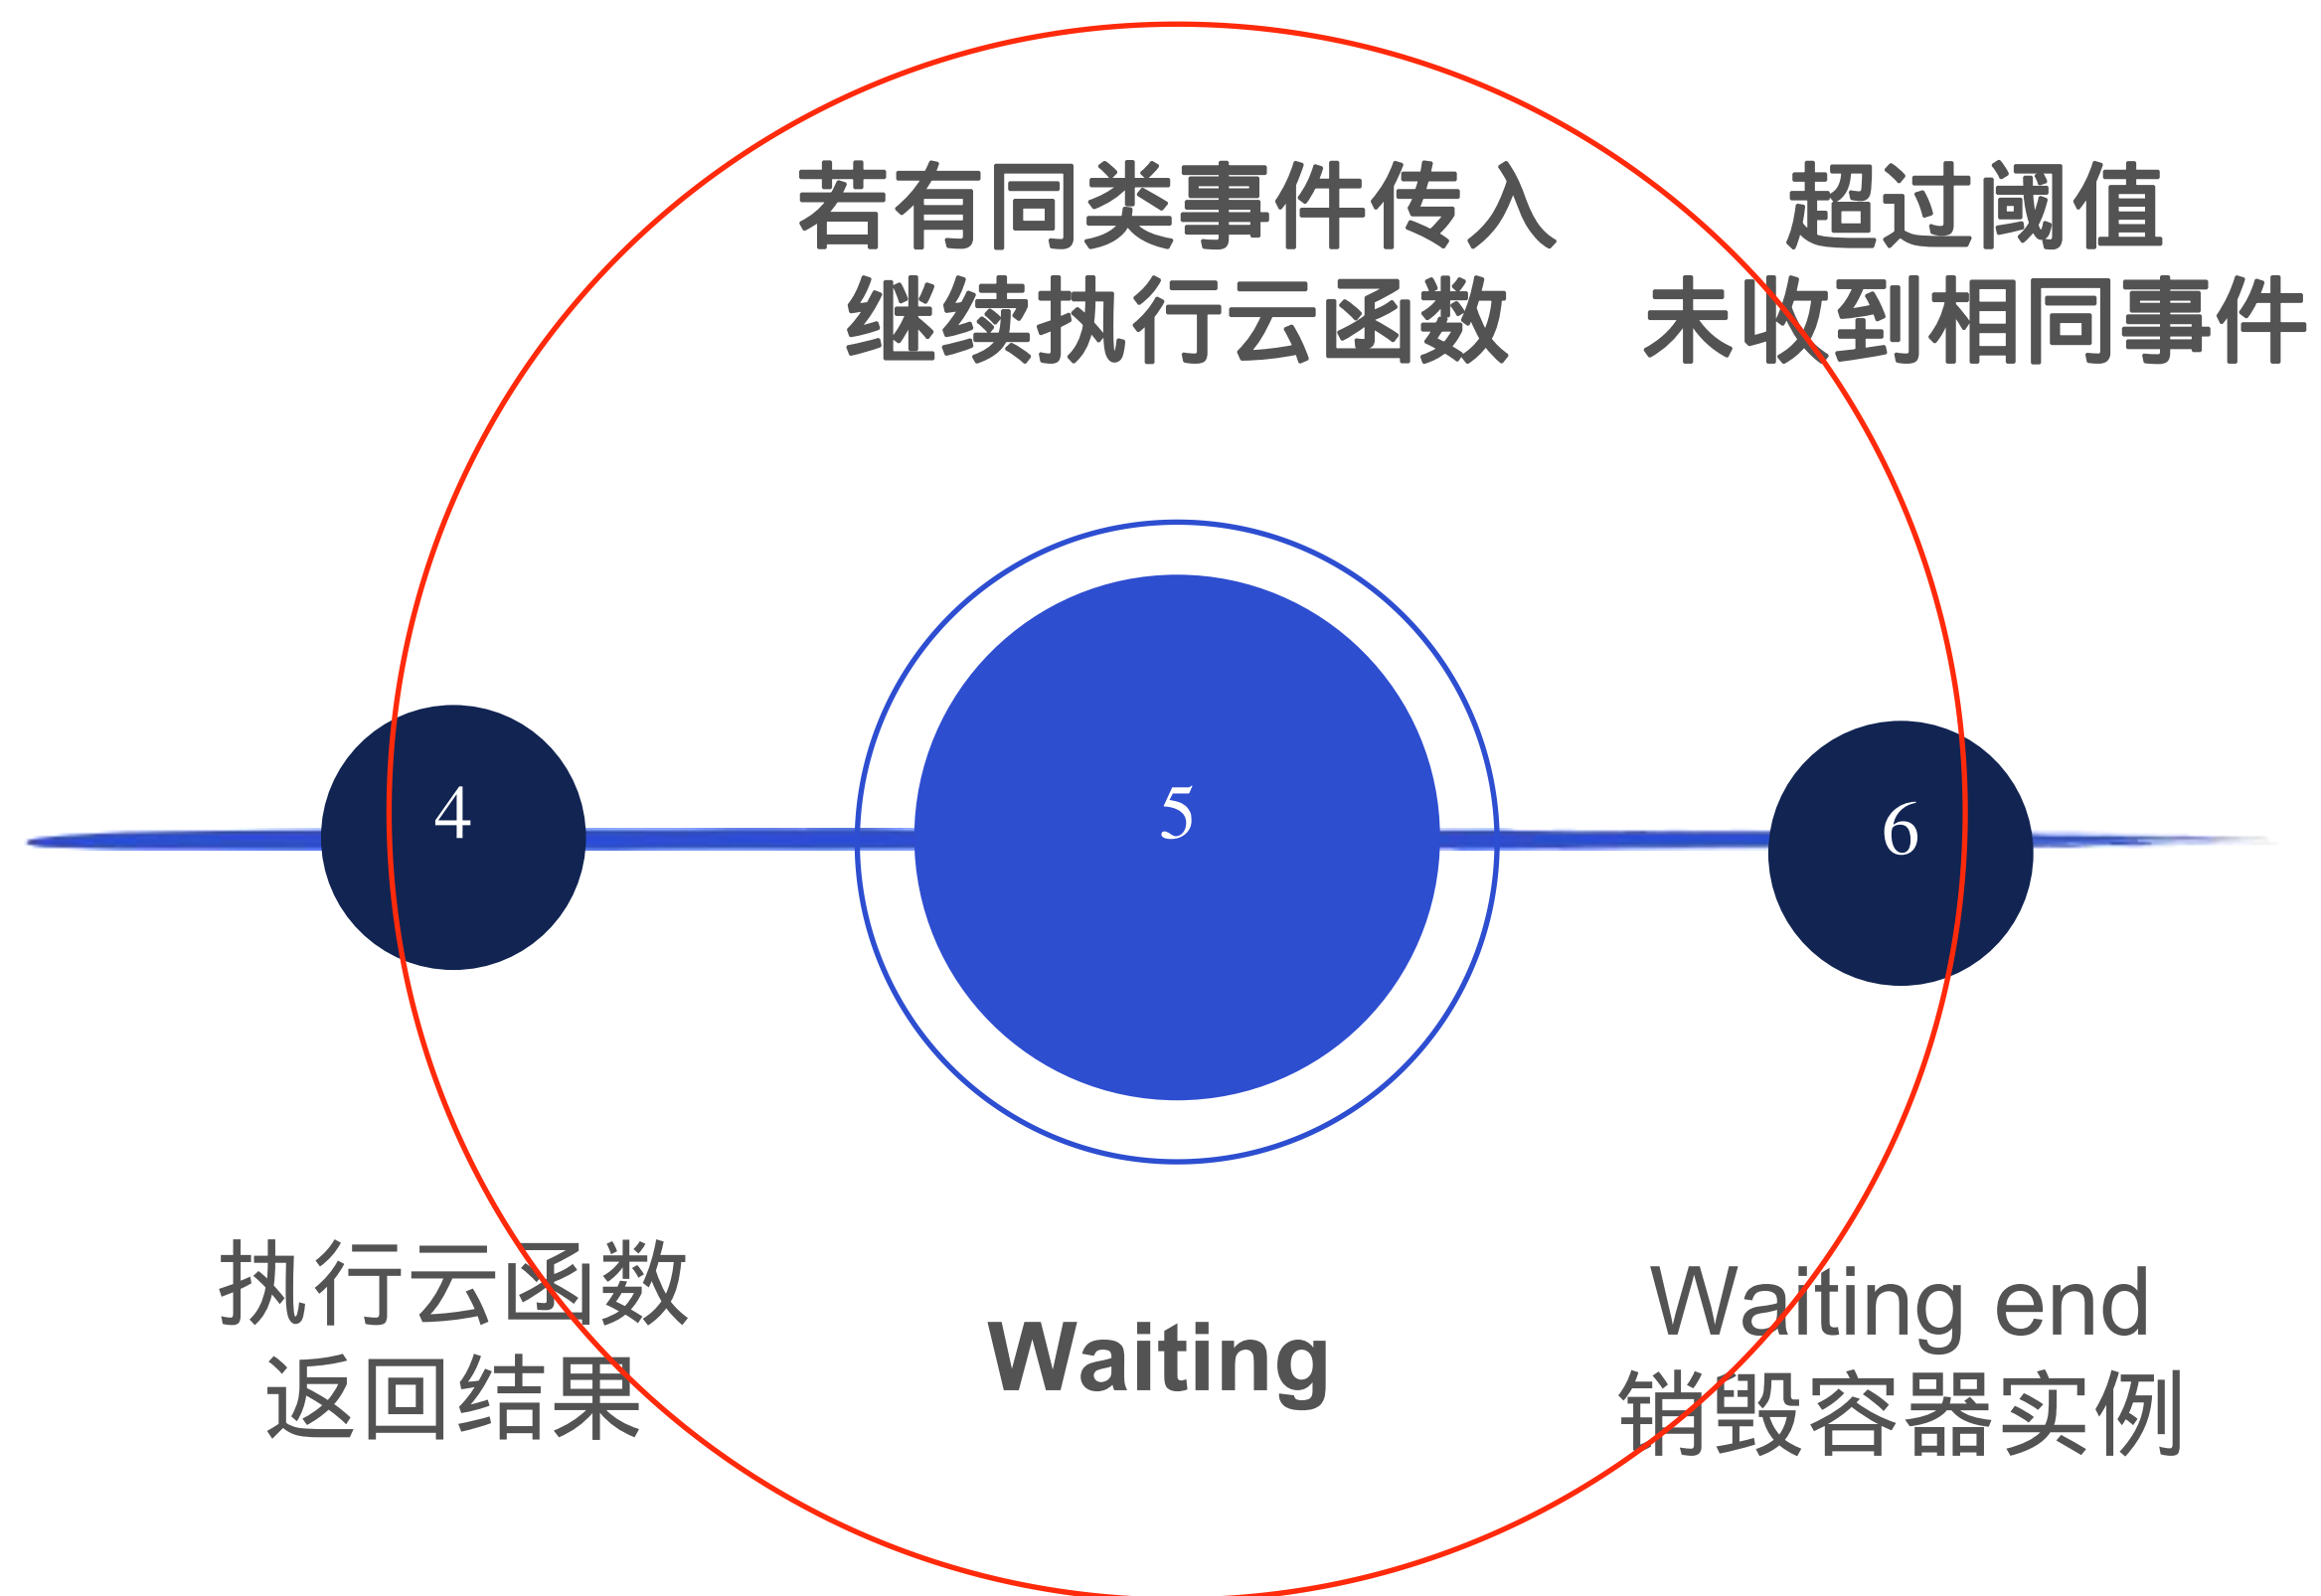 若有同类事件传入
继续执行云函数
超过阈值
未收到相同事件
4
5
6
执行云函数
返回结果
Waiting
Waiting end
销毁容器实例